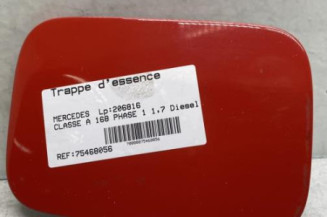 Trappe d'essence
MERCEDES Lp:206816
CLASSE A 168 PHASE 1 1.7 Diesel
REF:75460056